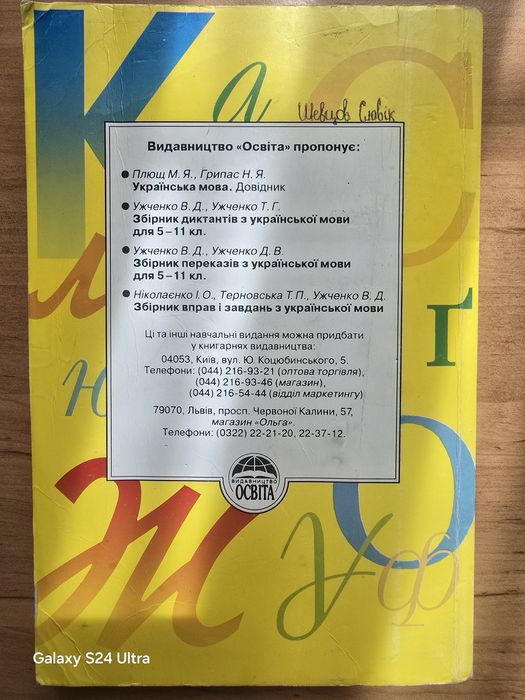 К
С
а
Шевцов Славік
Видавництво «Освіта» пропонує:
Плющ М. Я., Грипас Н. Я.
Українська мова. Довідник
Ужченко В. Д., Ужченко Т. Г.
Збірник диктантів з української мови
для 5–11 кл.
Ужченко В. Д., Ужченко Д. В.
Збірник переказів з української мови
для 5–11 кл.
Ніколаєнко І. О., Терновська Т. П., Ужченко В. Д.
Збірник вправ і завдань з української мови
Ці та інші навчальні видання можна придбати
у книгарнях видавництва:
04053, Київ, вул. Ю. Коцюбинського, 5.
Телефони: (044) 216-93-21 (оптова торгівля),
(044) 216-93-46 (магазин),
(044) 216-54-44 (відділ маркетингу)
79070, Львів, просп. Червоної Калини, 57,
магазин «Ольга».
Телефони: (0322) 22-21-20, 22-37-12.
ВИДАВНИЦТВО
ОСВІТА
л
ґ
ю
О
Ж
У
ф
Galaxy S24 Ultra